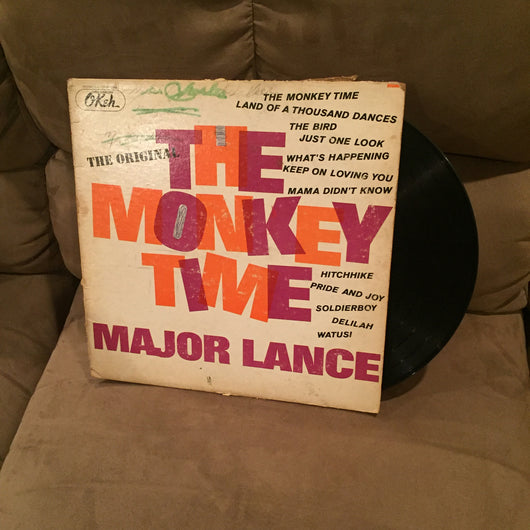 OKeh
THE MONKEY TIME
LAND OF A THOUSAND DANCES
THE BIRD
JUST ONE LOOK
WHAT'S HAPPENING
KEEP ON LOVING YOU
MAMA DIDN'T KNOW
THE ORIGINAL
THE
MONKEY
TIME
HITCHHIKE
PRIDE AND JOY
SOLDIERBOY
DELILAH
WATUSI
MAJOR LANCE